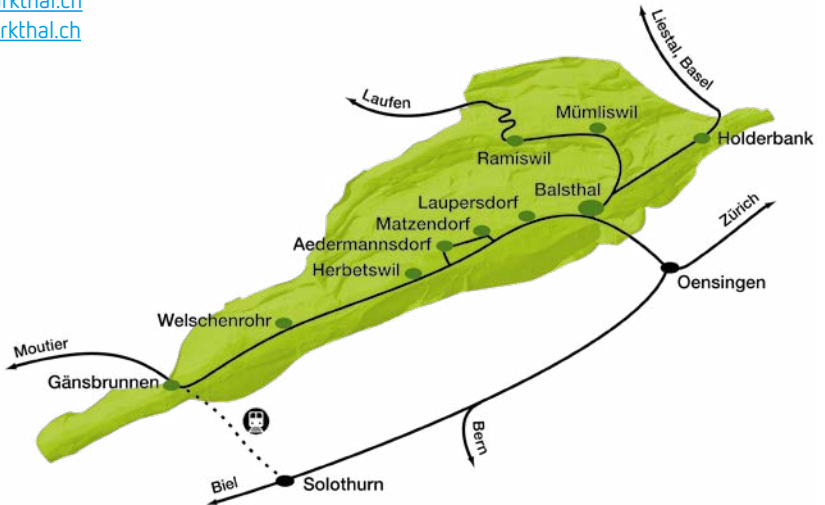 rkthal.ch
rkthal.ch
Liestal, Basel
Laufen
Mümliswil
Holderbank
Ramiswil
Balsthal
Laupersdorf
Zürich
Matzendorf
Aedermannsdorf
Herbetswil
Oensingen
Welschenrohr
Moutier
Gänsbrunnen
Bern
Biel
Solothurn